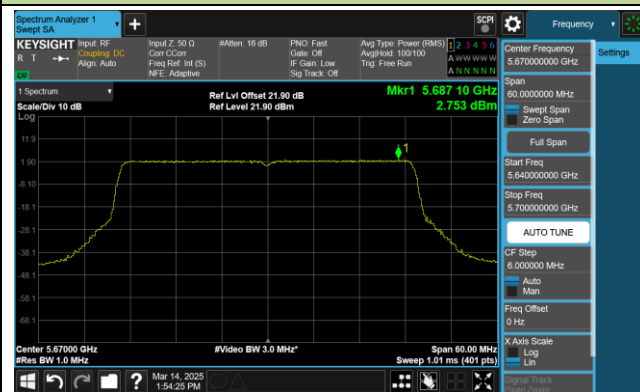 Spectrum Analyzer 1
Swept SA
+
SCPI
Frequency
KEYSIGHT
R T
Input: RF
Coupling: DC
Align: Auto
Input Z: 50 Ω
Corr CCorr
Freq Ref: Int (S)
NFE: Adaptive
#Atten: 16 dB
PNO: Fast
Gate: Off
IF Gain: Low
Sig Track: Off
Avg Type: Power (RMS)
Avg|Hold: 100/100
Trig: Free Run
1 2 3 4 5 6
A W W W W W
A N N N N N
Center Frequency
5.670000000 GHz
Settings
Span
60.0000000 MHz
Swept Span
Zero Span
Full Span
Start Freq
5.640000000 GHz
Stop Freq
5.700000000 GHz
AUTO TUNE
CF Step
6.000000 MHz
Auto
Man
Freq Offset
0 Hz
X Axis Scale
Log
Lin
Signal Track
(Span Zoom)
1 Spectrum
Scale/Div 10 dB
Log
Ref Lvl Offset 21.90 dB
Ref Level 21.90 dBm
Mkr1 5.687 10 GHz
2.753 dBm
1
11.9
1.90
-8.10
-18.1
-28.1
-38.1
-48.1
-58.1
-68.1
Center 5.67000 GHz
#Res BW 1.0 MHz
#Video BW 3.0 MHz*
Span 60.00 MHz
Sweep 1.01 ms (401 pts)
?
Mar 14, 2025
1:54:25 PM